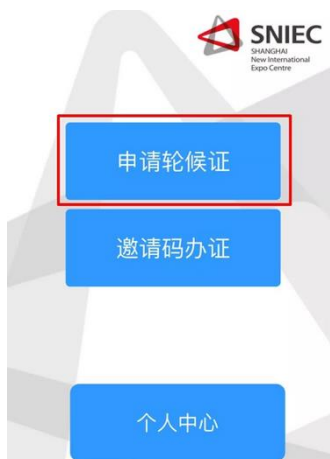 SNIEC
SHANGHAI
New International
Expo Centre
申请轮候证
邀请码办证
个人中心